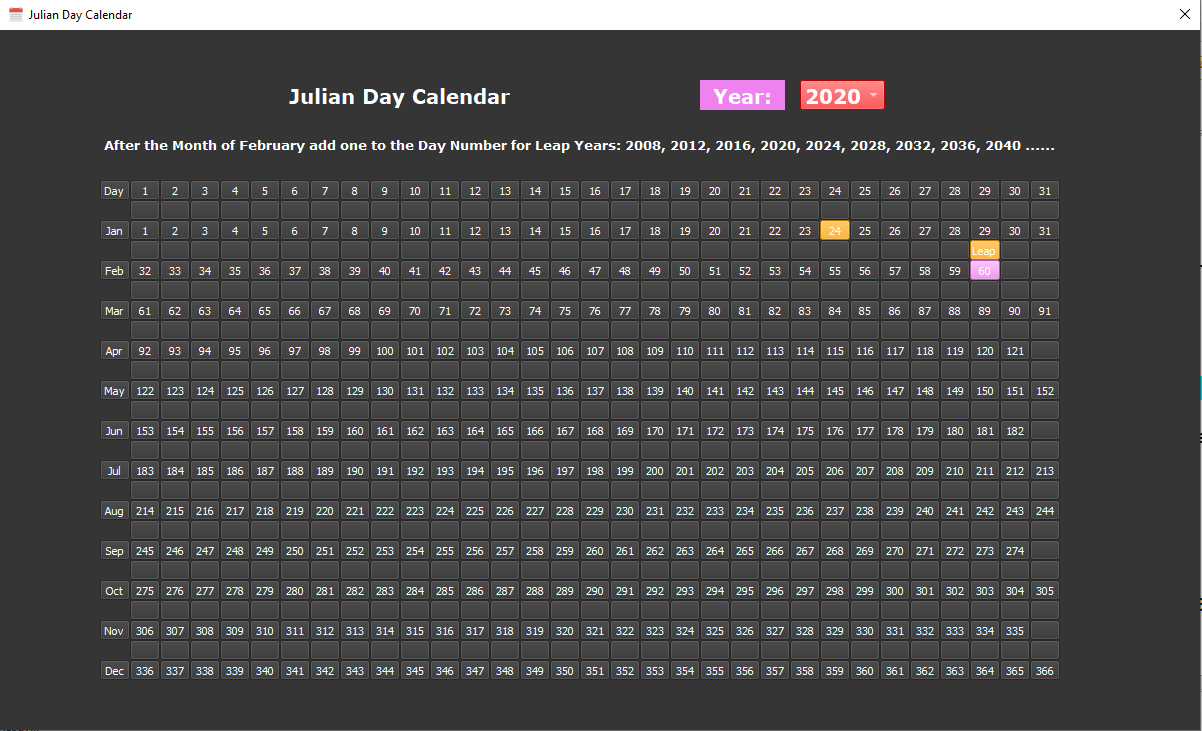 Julian Day Calendar
Julian Day Calendar Year: 2020
After the Month of February add one to the Day Number for Leap Years: 2008, 2012, 2016, 2020, 2024, 2028, 2032, 2036, 2040 ......
Day 1 2 3 4 5 6 7 8 9 10 11 12 13 14 15 16 17 18 19 20 21 22 23 24 25 26 27 28 29 30 31
Jan 1 2 3 4 5 6 7 8 9 10 11 12 13 14 15 16 17 18 19 20 21 22 23 24 25 26 27 28 29 30 31
Leap
Feb 32 33 34 35 36 37 38 39 40 41 42 43 44 45 46 47 48 49 50 51 52 53 54 55 56 57 58 59 60
Mar 61 62 63 64 65 66 67 68 69 70 71 72 73 74 75 76 77 78 79 80 81 82 83 84 85 86 87 88 89 90 91
Apr 92 93 94 95 96 97 98 99 100 101 102 103 104 105 106 107 108 109 110 111 112 113 114 115 116 117 118 119 120 121
May 122 123 124 125 126 127 128 129 130 131 132 133 134 135 136 137 138 139 140 141 142 143 144 145 146 147 148 149 150 151 152
Jun 153 154 155 156 157 158 159 160 161 162 163 164 165 166 167 168 169 170 171 172 173 174 175 176 177 178 179 180 181 182
Jul 183 184 185 186 187 188 189 190 191 192 193 194 195 196 197 198 199 200 201 202 203 204 205 206 207 208 209 210 211 212 213
Aug 214 215 216 217 218 219 220 221 222 223 224 225 226 227 228 229 230 231 232 233 234 235 236 237 238 239 240 241 242 243 244
Sep 245 246 247 248 249 250 251 252 253 254 255 256 257 258 259 260 261 262 263 264 265 266 267 268 269 270 271 272 273 274
Oct 275 276 277 278 279 280 281 282 283 284 285 286 287 288 289 290 291 292 293 294 295 296 297 298 299 300 301 302 303 304 305
Nov 306 307 308 309 310 311 312 313 314 315 316 317 318 319 320 321 322 323 324 325 326 327 328 329 330 331 332 333 334 335
Dec 336 337 338 339 340 341 342 343 344 345 346 347 348 349 350 351 352 353 354 355 356 357 358 359 360 361 362 363 364 365 366